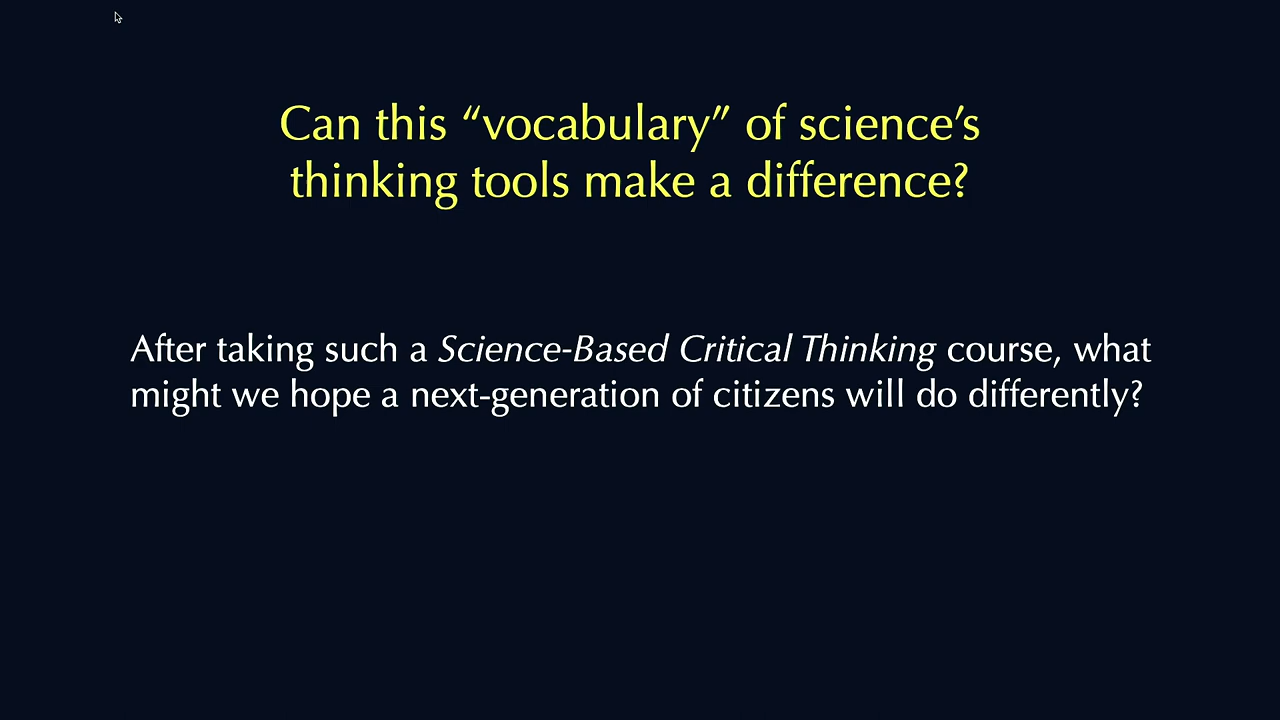 Can this “vocabulary” of science’s
thinking tools make a difference?
After taking such a Science-Based Critical Thinking course, what
might we hope a next-generation of citizens will do differently?